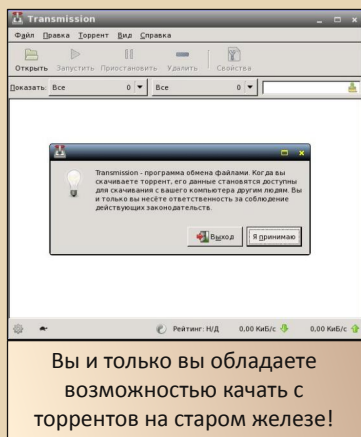 Transmission
Файл Правка Торрент Вид Справка
Открыть Запустить Приостановить Удалить Свойства
Показать: Все 0 Все 0
Transmission - программа обмена файлами. Когда вы
скачиваете торрент, его данные становятся доступны
для скачивания с вашего компьютера другим людям. Вы
и только вы несёте ответственность за соблюдение
действующих законодательств.
Выход Я принимаю
Рейтинг: Н/Д 0,00 КиБ/с 0,00 КиБ/с
Вы и только вы обладаете
возможностью качать с
торрентов на старом железе!